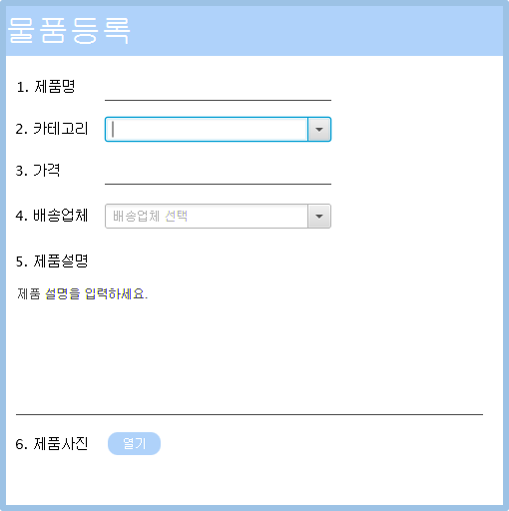 물품등록
1. 제품명
2. 카테고리
3. 가격
4. 배송업체 배송업체 선택
5. 제품설명
제품 설명을 입력하세요.
6. 제품사진 열기